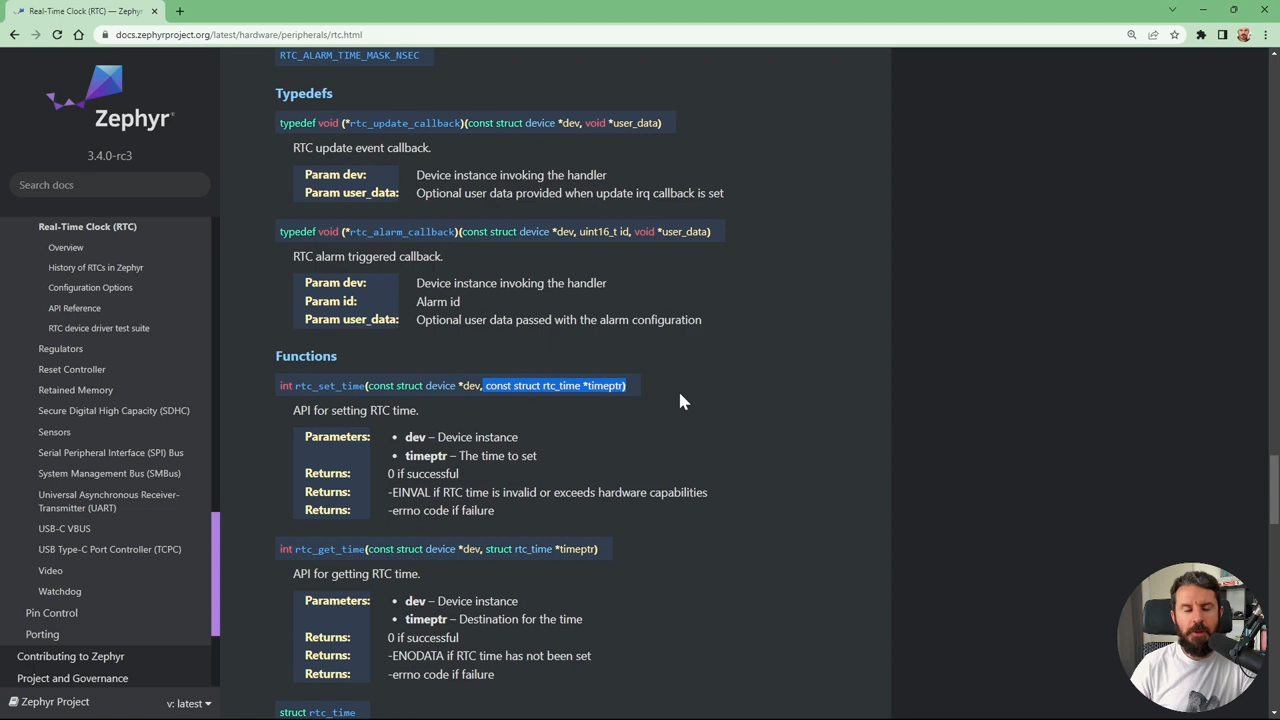 Real-Time Clock (RTC) — Zephy
docs.zephyrproject.org/latest/hardware/peripherals/rtc.html
Zephyr
3.4.0-rc3
Search docs
Real-Time Clock (RTC)
Overview
History of RTCs in Zephyr
Configuration Options
API Reference
RTC device driver test suite
Regulators
Reset Controller
Retained Memory
Secure Digital High Capacity (SDHC)
Sensors
Serial Peripheral Interface (SPI) Bus
System Management Bus (SMBus)
Universal Asynchronous Receiver-
Transmitter (UART)
USB-C VBUS
USB Type-C Port Controller (TCPC)
Video
Watchdog
Pin Control
Porting
Contributing to Zephyr
Project and Governance
Zephyr Project
v: latest
RTC_ALARM_TIME_MASK_NSEC
Typedefs
typedef void (*rtc_update_callback)(const struct device *dev, void *user_data)
RTC update event callback.
Param dev: Device instance invoking the handler
Param user_data: Optional user data provided when update irq callback is set
typedef void (*rtc_alarm_callback)(const struct device *dev, uint16_t id, void *user_data)
RTC alarm triggered callback.
Param dev: Device instance invoking the handler
Param id: Alarm id
Param user_data: Optional user data passed with the alarm configuration
Functions
int rtc_set_time(const struct device *dev, const struct rtc_time *timeptr)
API for setting RTC time.
Parameters: • dev – Device instance
• timeptr – The time to set
Returns: 0 if successful
Returns: -EINVAL if RTC time is invalid or exceeds hardware capabilities
Returns: -errno code if failure
int rtc_get_time(const struct device *dev, struct rtc_time *timeptr)
API for getting RTC time.
Parameters: • dev – Device instance
• timeptr – Destination for the time
Returns: 0 if successful
Returns: -ENODATA if RTC time has not been set
Returns: -errno code if failure
struct rtc_time